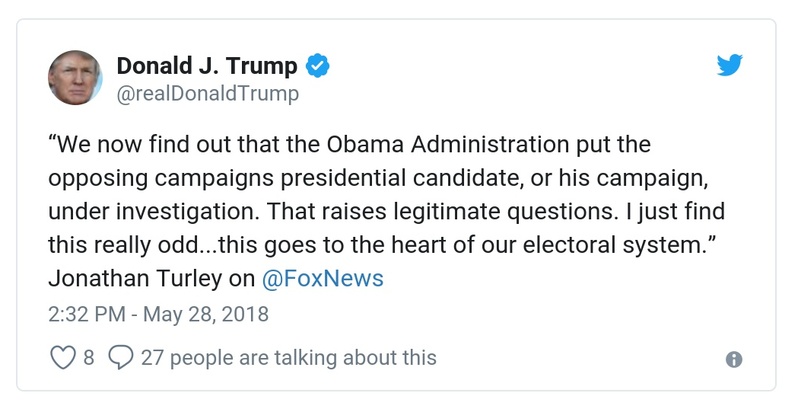 Donald J. Trump
@realDonaldTrump
“We now find out that the Obama Administration put the
opposing campaigns presidential candidate, or his campaign,
under investigation. That raises legitimate questions. I just find
this really odd...this goes to the heart of our electoral system.”
Jonathan Turley on @FoxNews
2:32 PM - May 28, 2018
8 27 people are talking about this